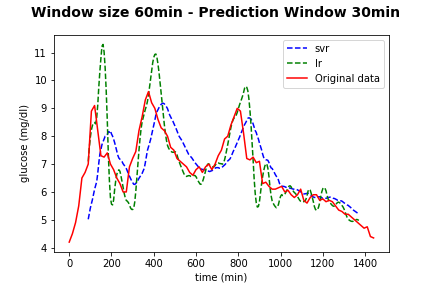 Window size 60min - Prediction Window 30min
svr
lr
Original data
glucose (mg/dl)
11
10
9
8
7
6
5
4
0
200
400
600
800
1000
1200
1400
time (min)